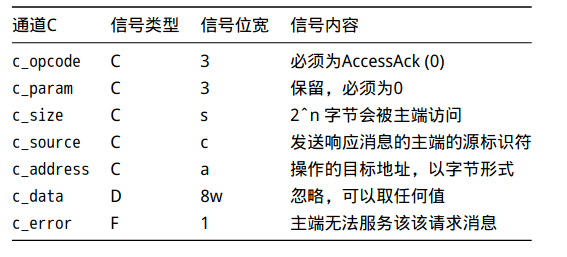 通道C 信号类型 信号位宽 信号内容
c_opcode C 3 必须为AccessAck (0)
c_param C 3 保留，必须为0
c_size C s 2^n 字节会被主端访问
c_source C c 发送响应消息的主端的源标识符
c_address C a 操作的目标地址，以字节形式
c_data D 8w 忽略，可以取任何值
c_error F 1 主端无法服务该该请求消息